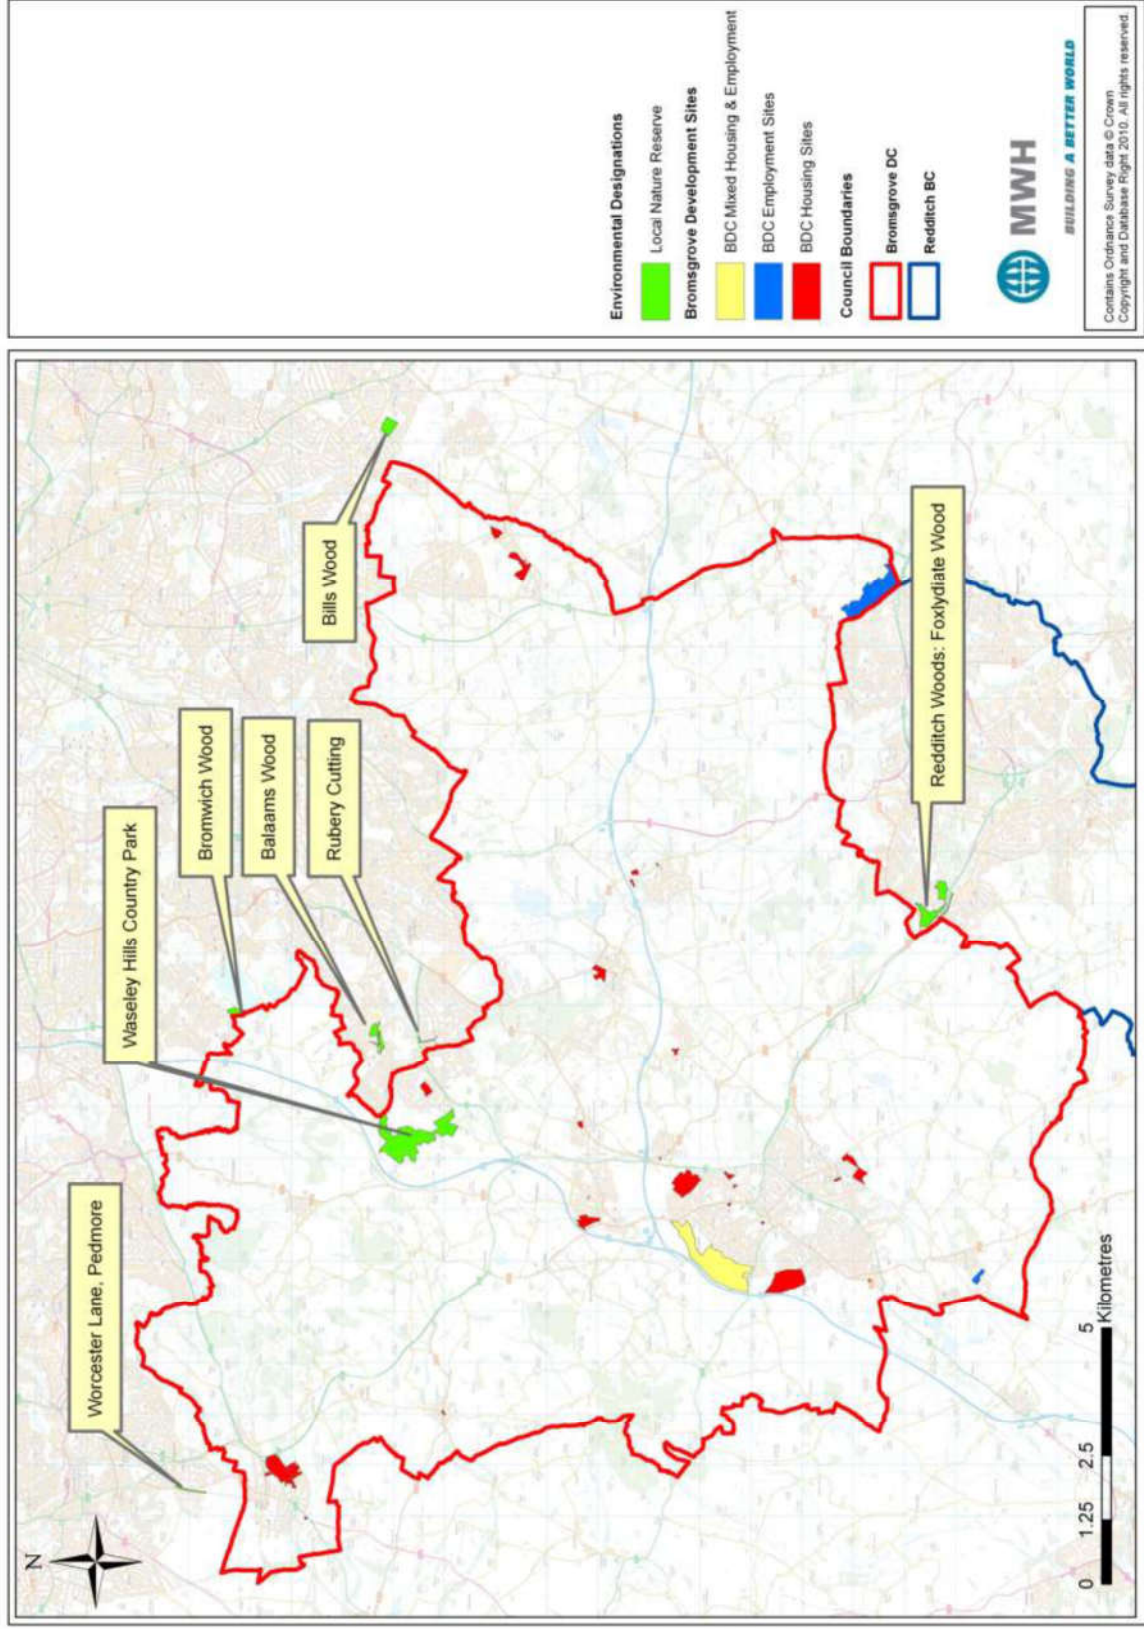 Worcester Lane, Pedmore
Waseley Hills Country Park
Bromwich Wood
Balaams Wood
Rubery Cutting
Bills Wood
Redditch Woods: Foxlydiate Wood
N
0 1.25 2.5 5
Kilometres
Environmental Designations
Local Nature Reserve
Bromsgrove Development Sites
BDC Mixed Housing & Employment
BDC Employment Sites
BDC Housing Sites
Council Boundaries
Bromsgrove DC
Redditch BC
MWH
BUILDING A BETTER WORLD
Contains Ordnance Survey data © Crown
Copyright and Database Right 2010. All rights reserved.